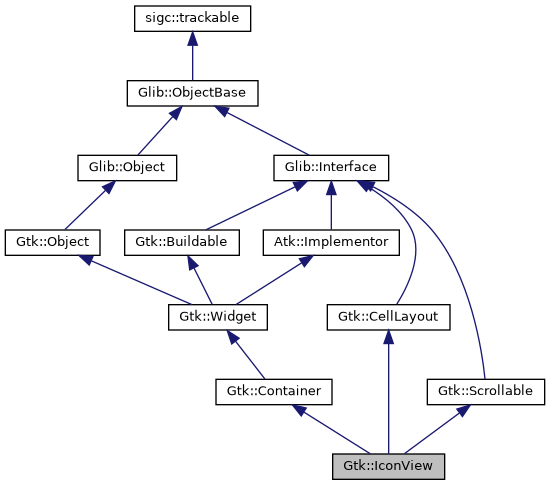 sigc::trackable
Glib::ObjectBase
Glib::Object
Glib::Interface
Gtk::Object
Gtk::Buildable
Atk::Implementor
Gtk::Widget
Gtk::CellLayout
Gtk::Container
Gtk::Scrollable
Gtk::IconView